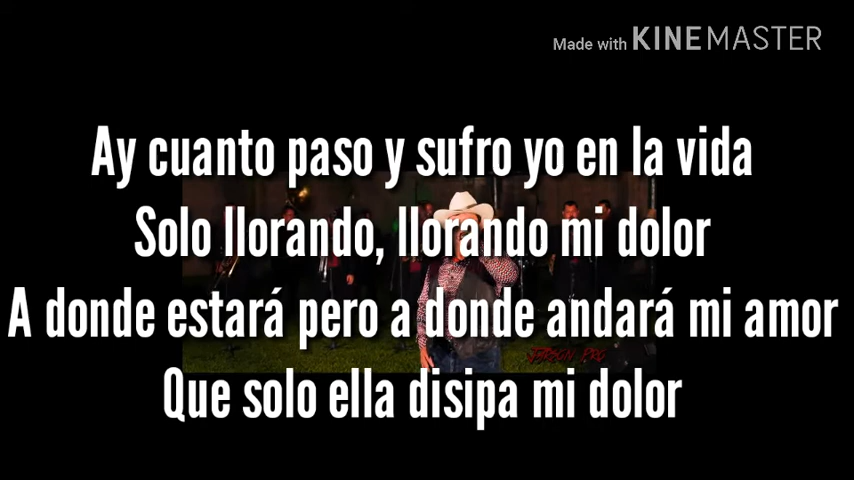 Made with KINEMASTER
Ay cuanto paso y sufro yo en la vida
Solo llorando, llorando mi dolor
A donde estará pero a donde andará mi amor
Que solo ella disipa mi dolor